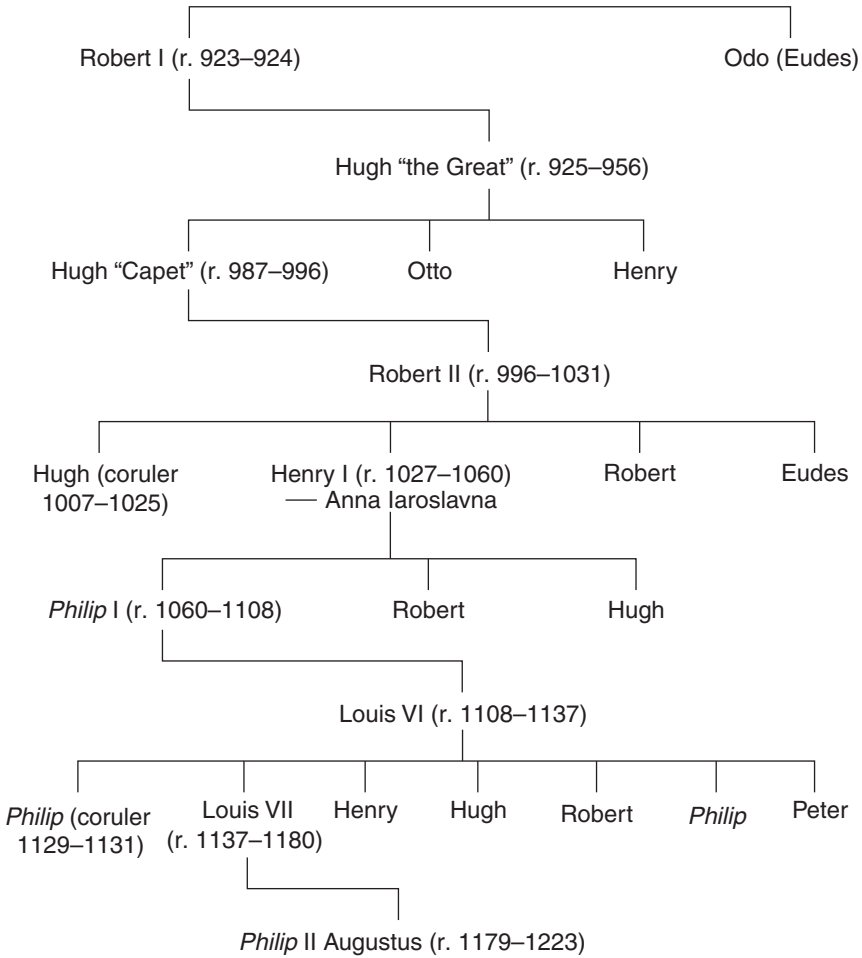 Robert I (r. 923–924) Odo (Eudes)
Hugh “the Great” (r. 925–956)
Hugh “Capet” (r. 987–996) Otto Henry
Robert II (r. 996–1031)
Hugh (coruler
1007–1025)
Henry I (r. 1027–1060)
— Anna Iaroslavna
Robert
Eudes
Philip I (r. 1060–1108) Robert Hugh
Louis VI (r. 1108–1137)
Philip (coruler
1129–1131)
Louis VII
(r. 1137–1180)
Henry
Hugh
Robert
Philip
Peter
Philip II Augustus (r. 1179–1223)